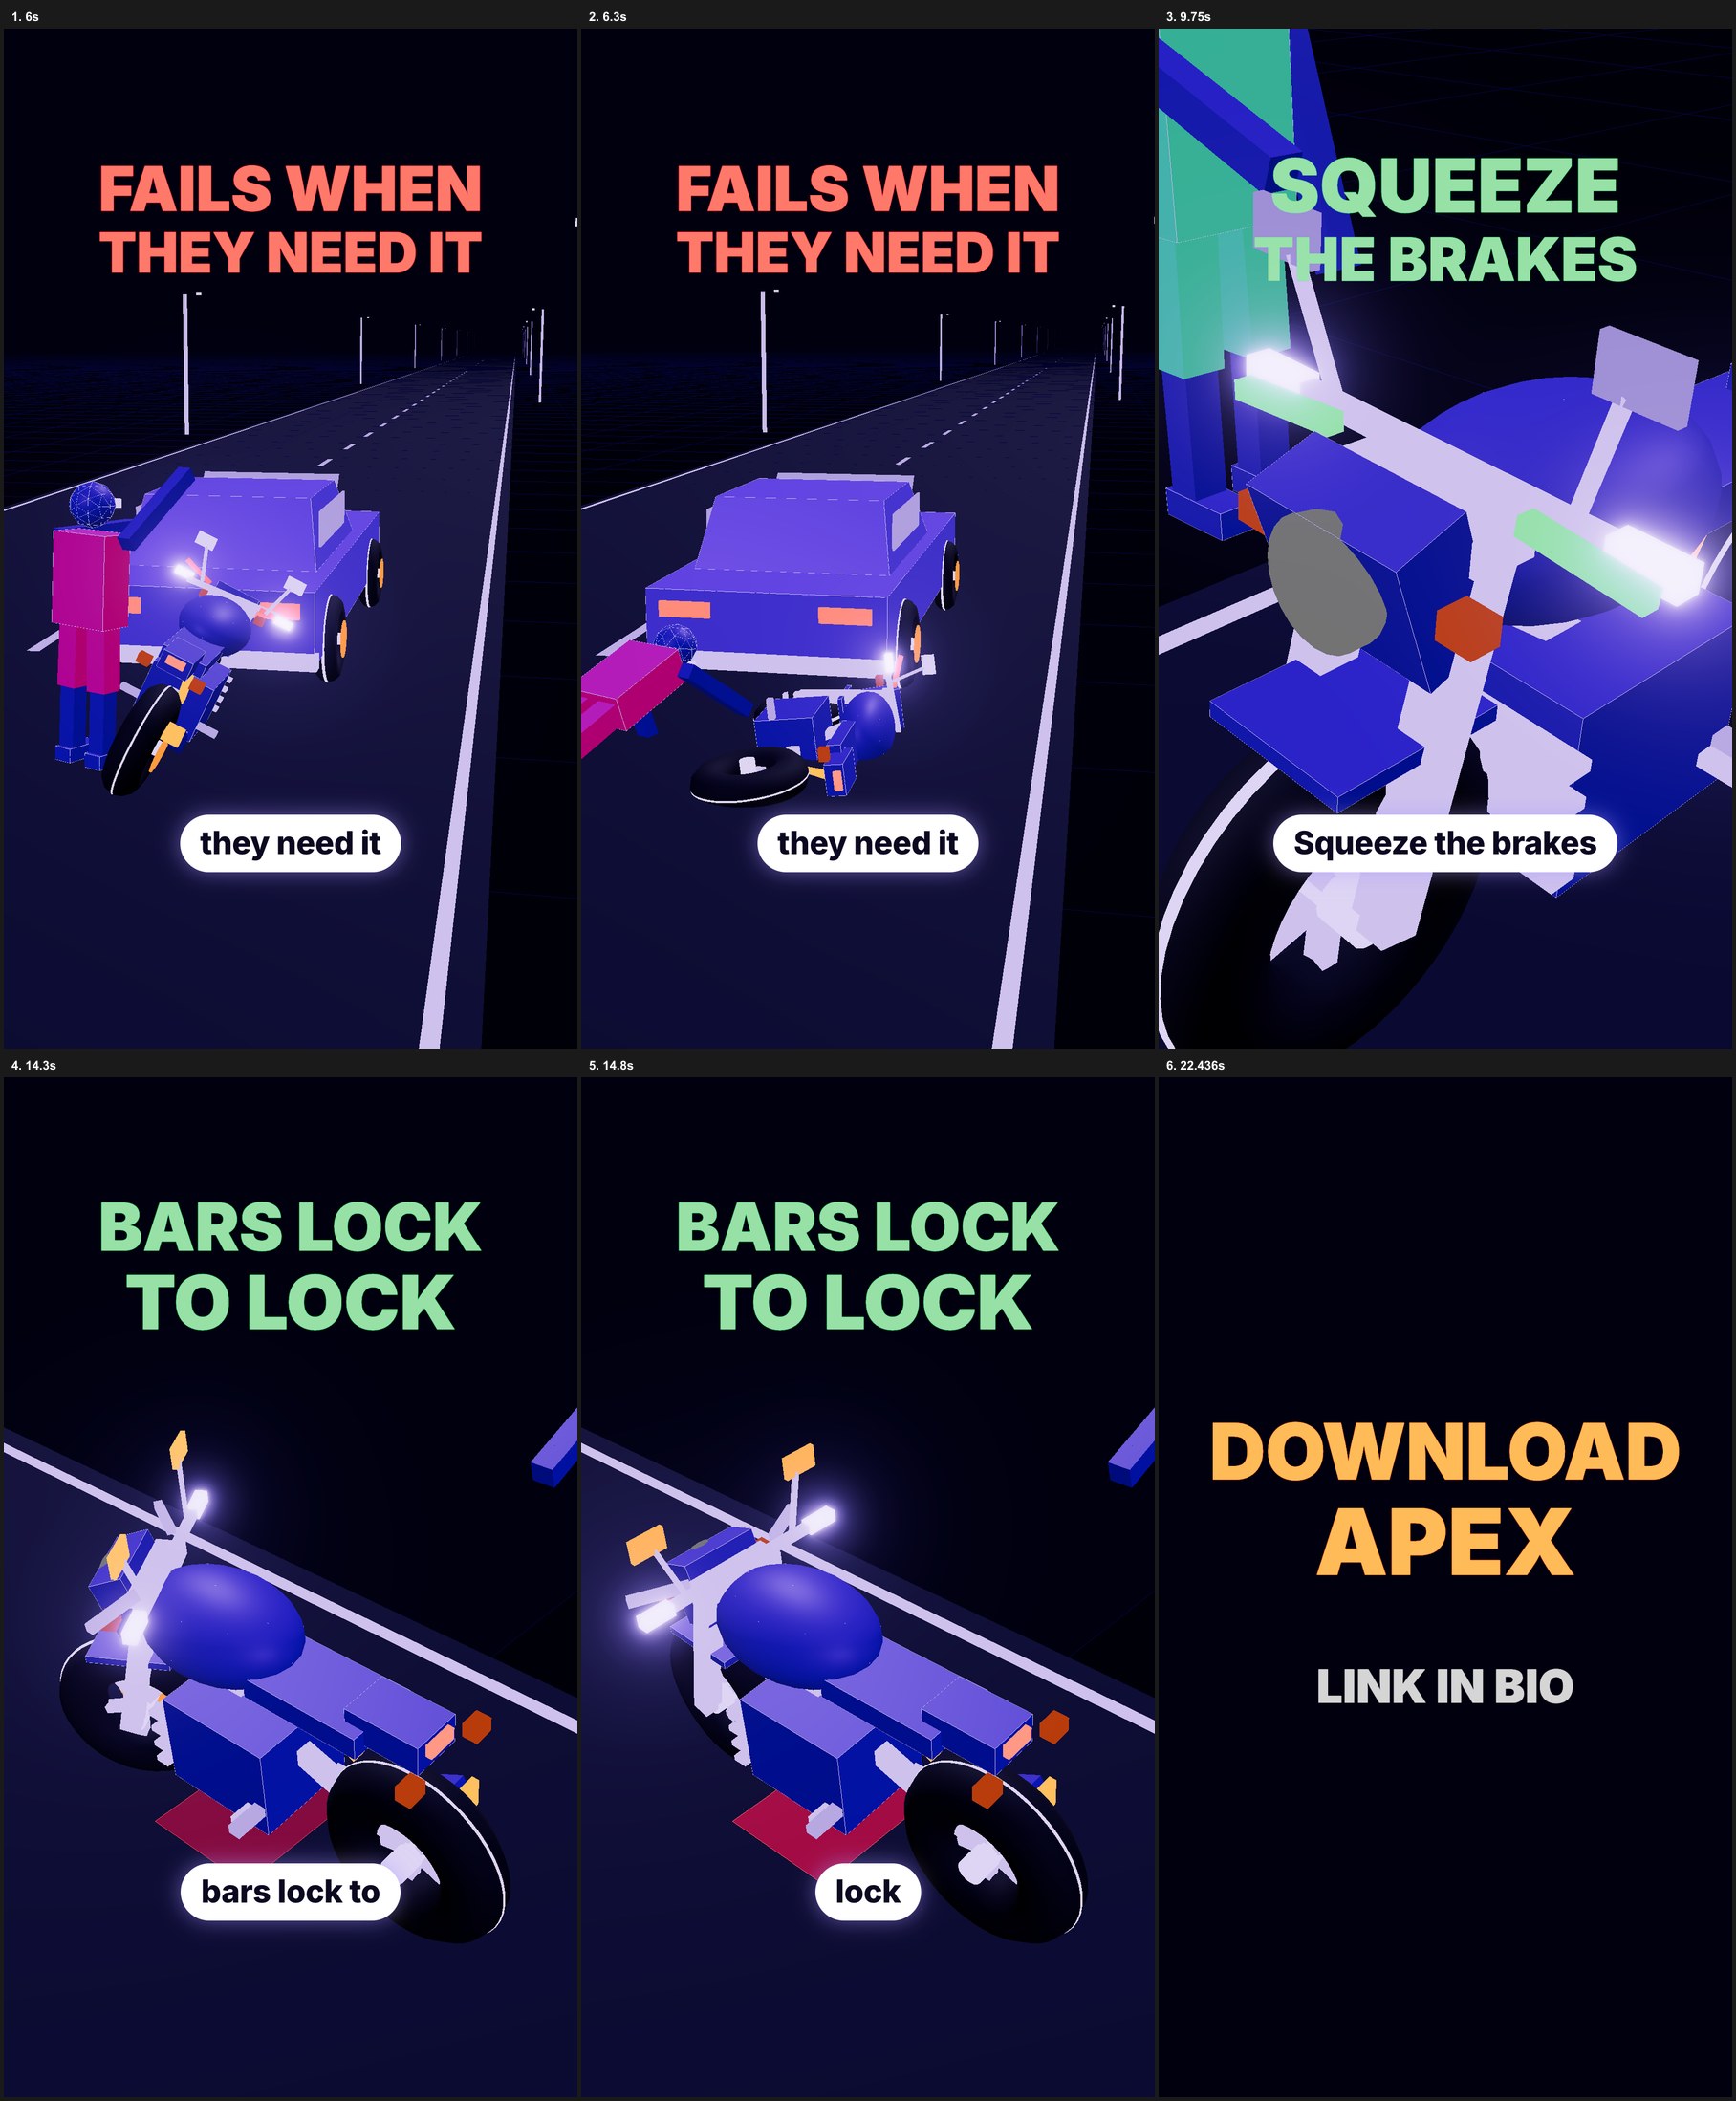 1. 6s
FAILS WHEN
THEY NEED IT
they need it
2. 6.3s
FAILS WHEN
THEY NEED IT
they need it
3. 9.75s
SQUEEZE
THE BRAKES
Squeeze the brakes
4. 14.3s
BARS LOCK
TO LOCK
bars lock to
5. 14.8s
BARS LOCK
TO LOCK
lock
6. 22.436s
DOWNLOAD
APEX
LINK IN BIO